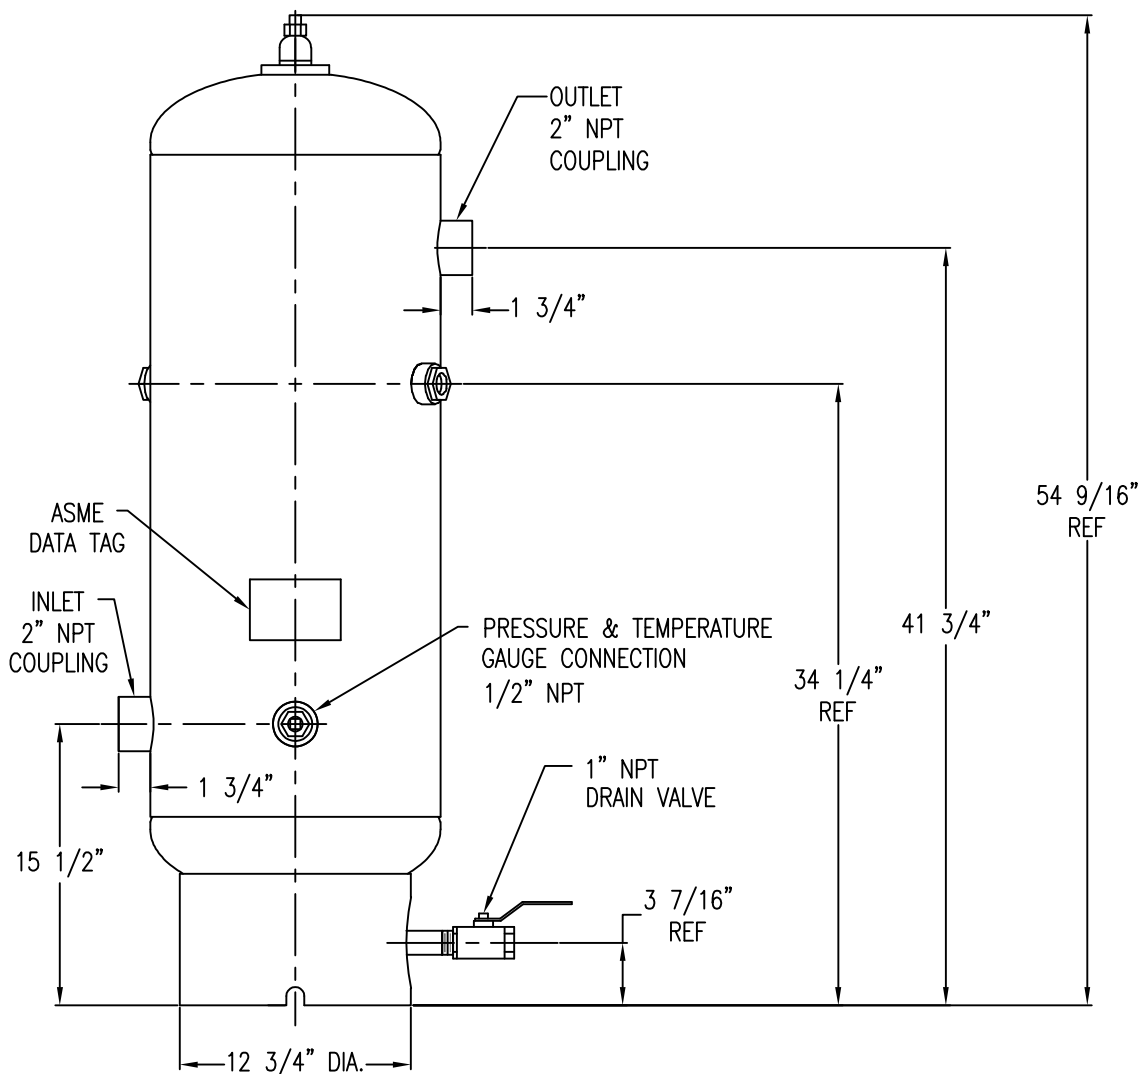 OUTLET
2” NPT
COUPLING
1 3/4”
54 9/16”
REF
ASME
DATA TAG
INLET
2” NPT
COUPLING
PRESSURE & TEMPERATURE
GAUGE CONNECTION
1/2” NPT
41 3/4”
34 1/4”
REF
1 3/4”
1” NPT
DRAIN VALVE
15 1/2”
3 7/16”
REF
12 3/4” DIA.